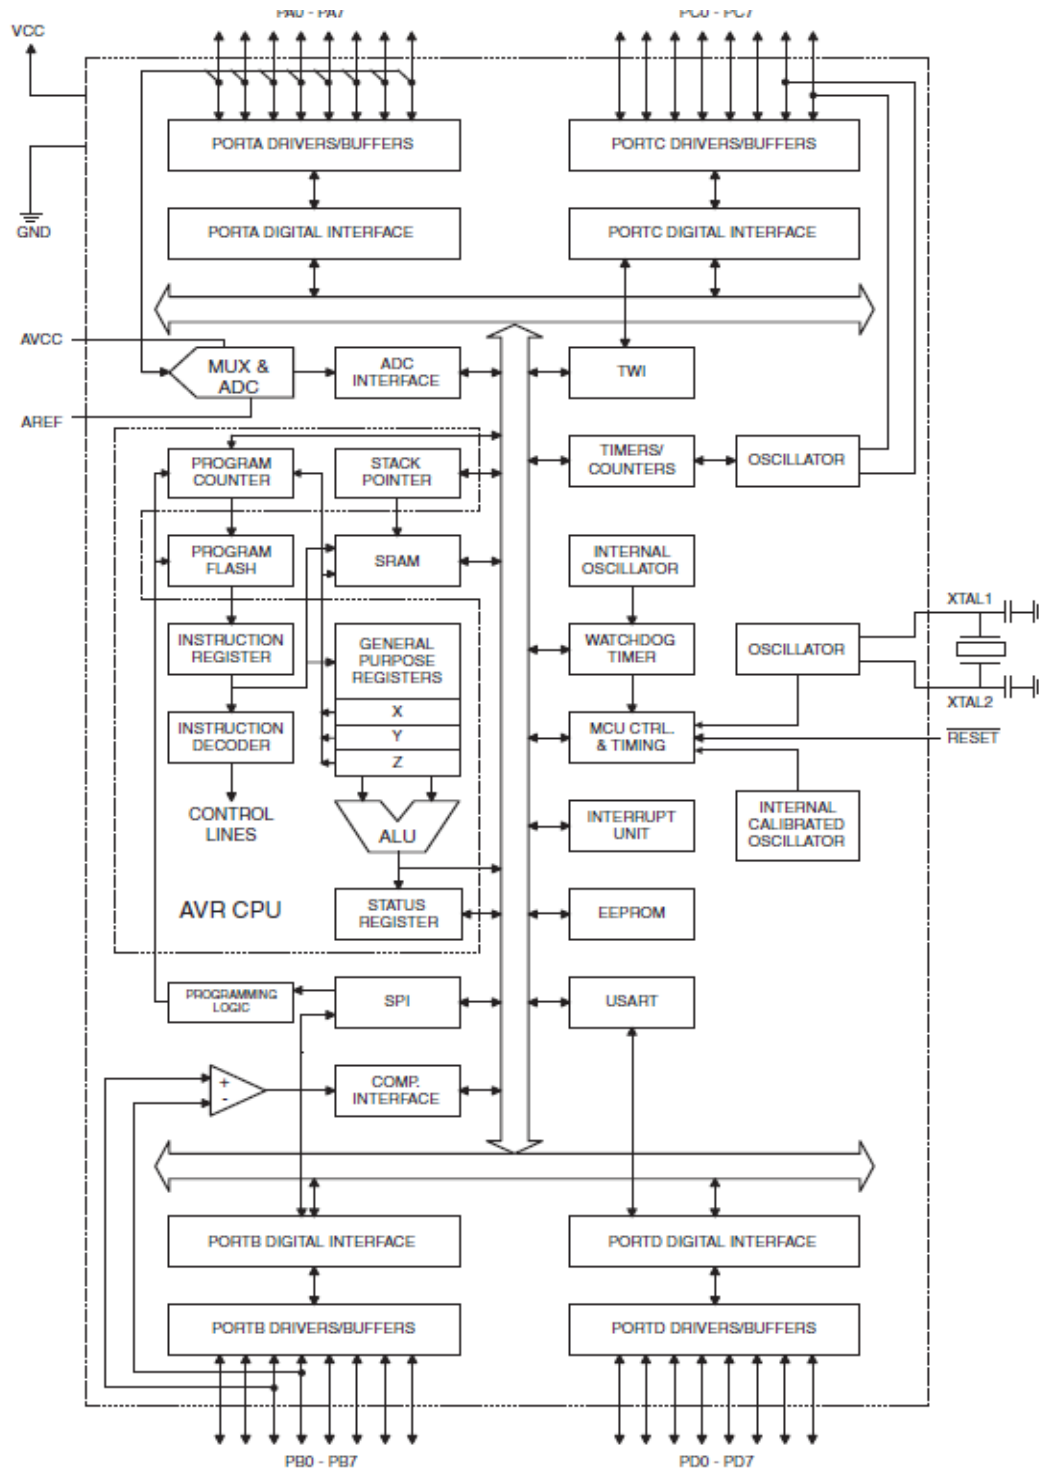 PA0 - PA7
PC0 - PC7
VCC
PORTA DRIVERS/BUFFERS
PORTC DRIVERS/BUFFERS
GND
PORTA DIGITAL INTERFACE
PORTC DIGITAL INTERFACE
AVCC
MUX &
ADC
ADC
INTERFACE
TWI
AREF
PROGRAM
COUNTER
STACK
POINTER
TIMERS/
COUNTERS
OSCILLATOR
PROGRAM
FLASH
SRAM
INTERNAL
OSCILLATOR
XTAL1
INSTRUCTION
REGISTER
GENERAL
PURPOSE
REGISTERS
WATCHDOG
TIMER
OSCILLATOR
XTAL2
X
INSTRUCTION
DECODER
Y
MCU CTRL.
& TIMING
RESET
Z
CONTROL
LINES
ALU
INTERRUPT
UNIT
INTERNAL
CALIBRATED
OSCILLATOR
AVR CPU
STATUS
REGISTER
EEPROM
PROGRAMMING
LOGIC
SPI
USART
+
-
COMP.
INTERFACE
PORTB DIGITAL INTERFACE
PORTD DIGITAL INTERFACE
PORTB DRIVERS/BUFFERS
PORTD DRIVERS/BUFFERS
PB0 - PB7
PD0 - PD7